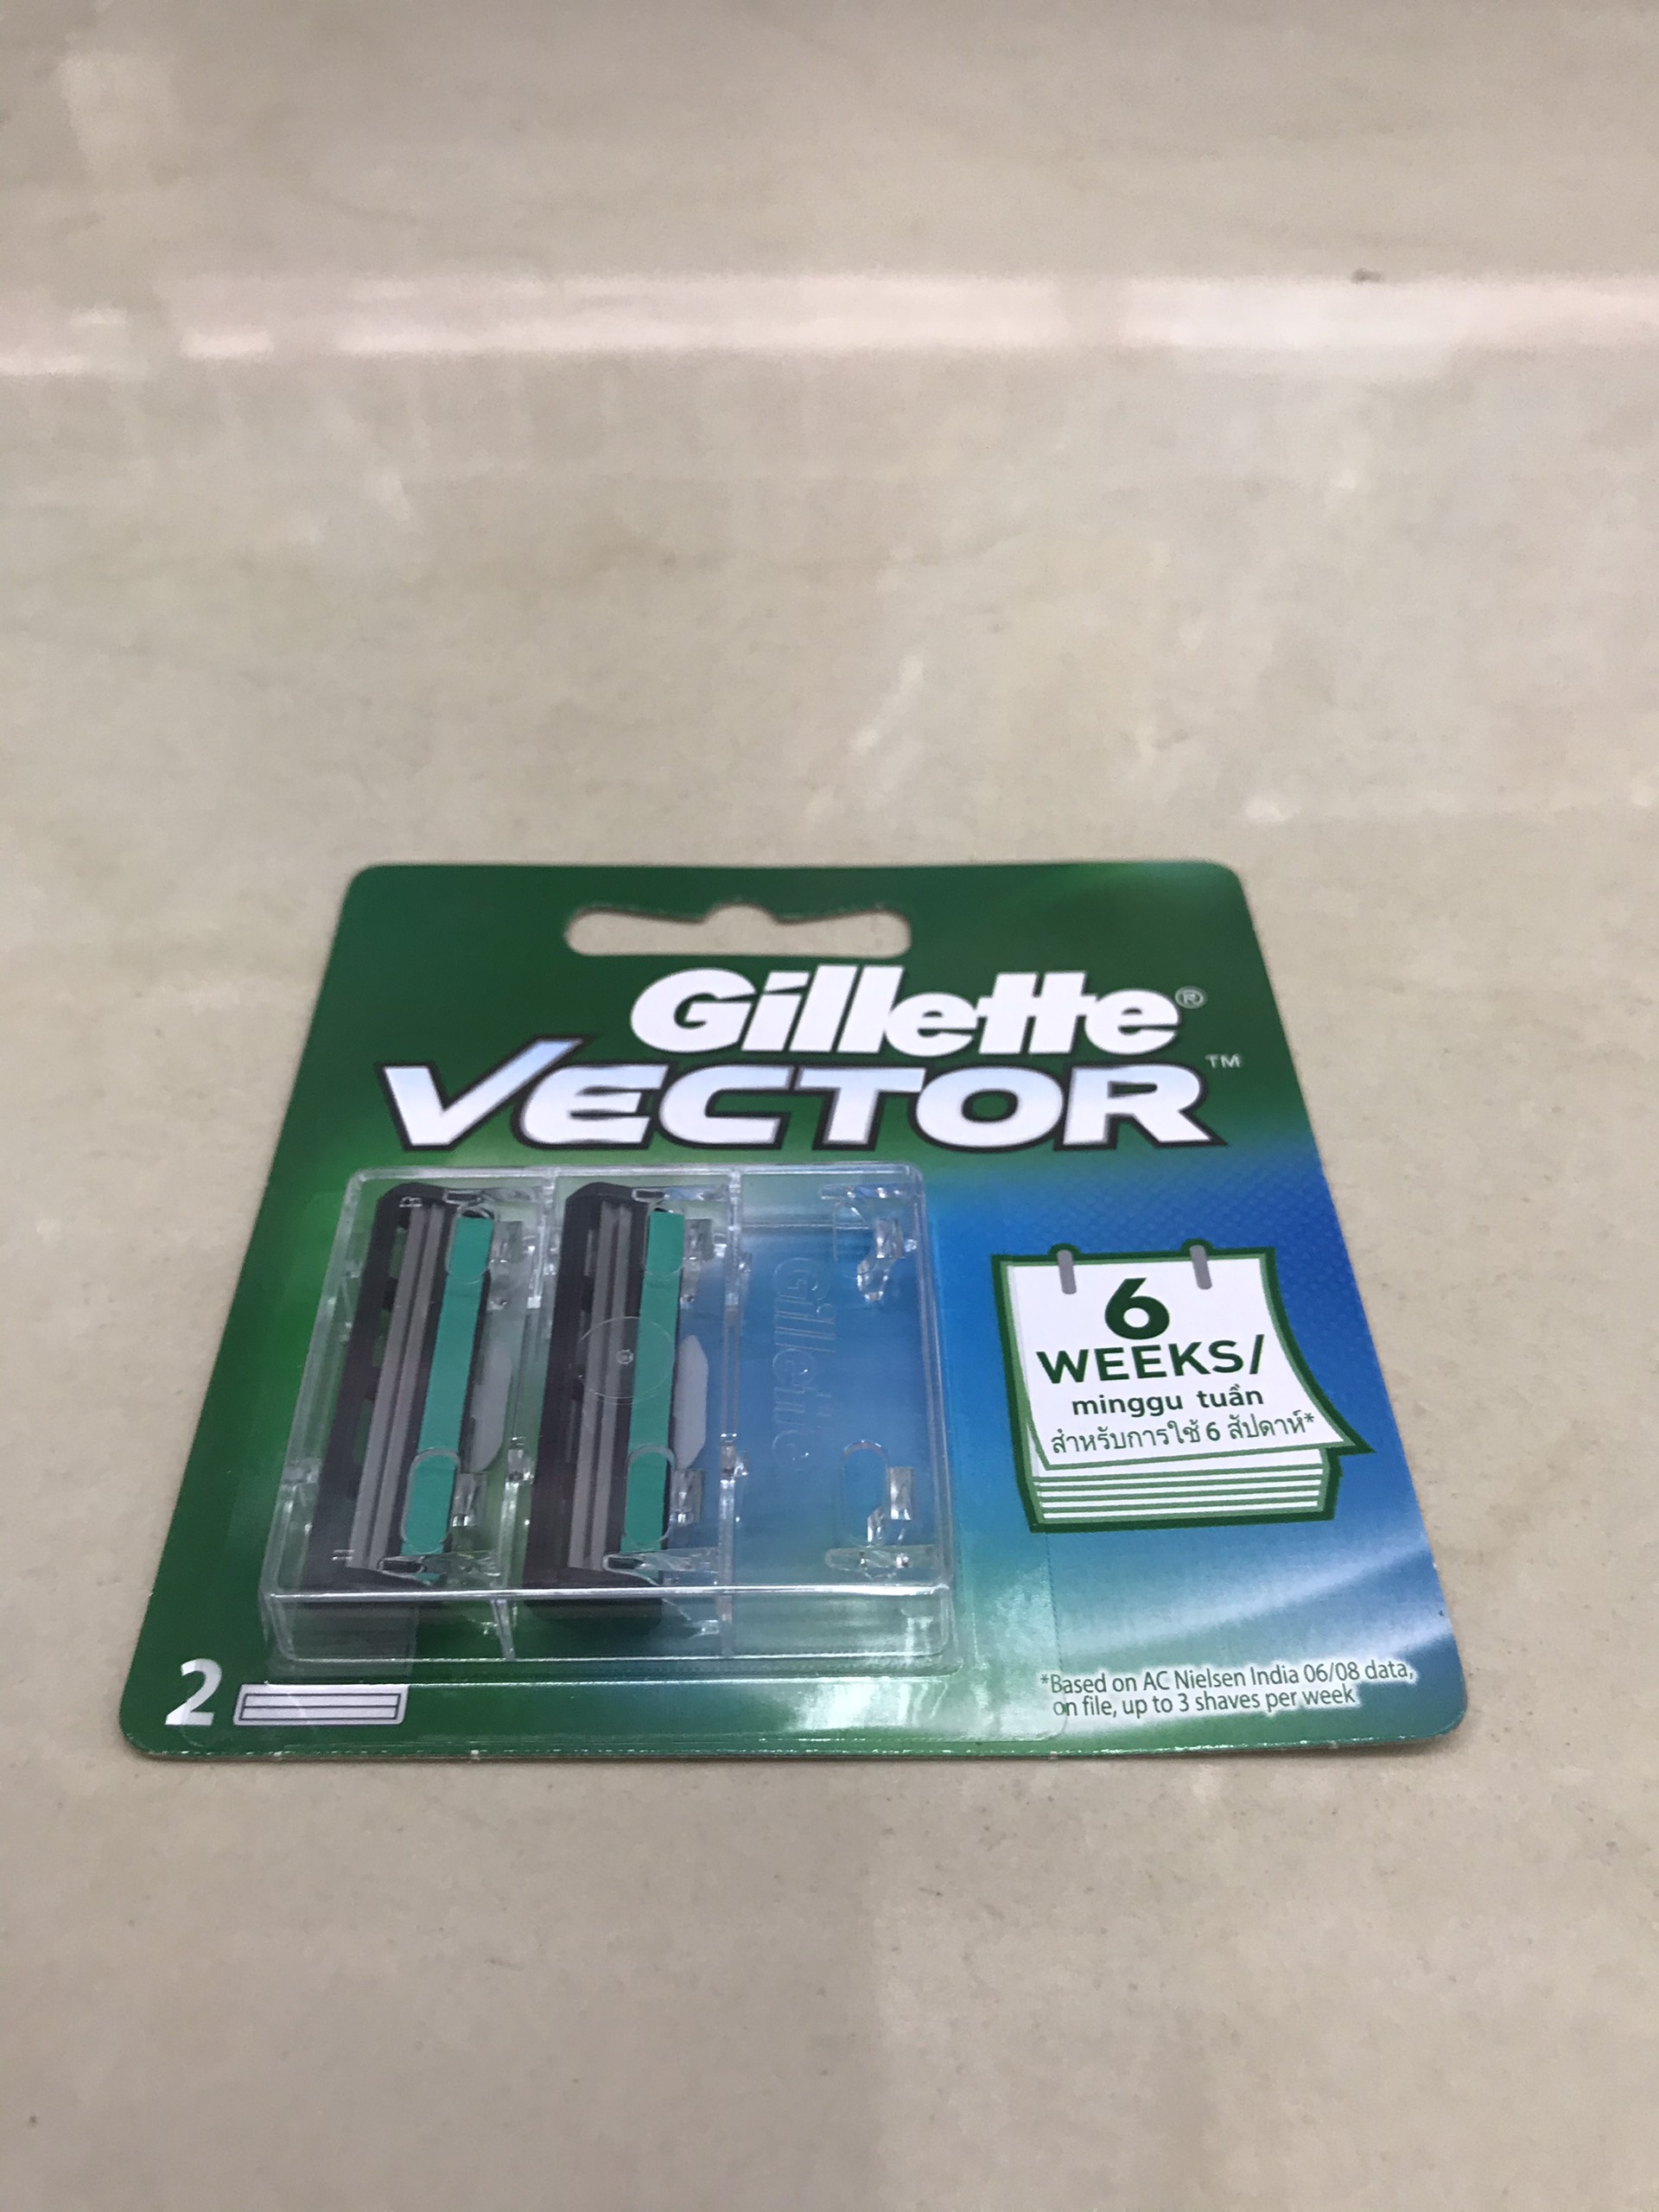 Gillette®
VECTOR™
Gillette
6
WEEKS/
minggu tuần
สำหรับการใช้ 6 สัปดาห์*
2
*Based on AC Nielsen India 06/08 data,
on file, up to 3 shaves per week